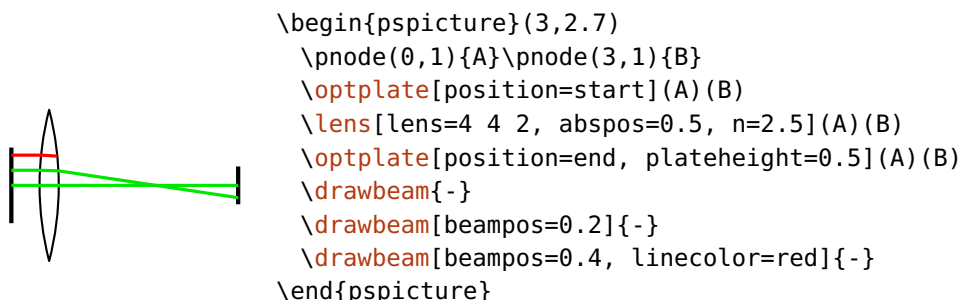 \begin{pspicture}(3,2.7)
  \pnode(0,1){A}\pnode(3,1){B}
  \optplate[position=start](A)(B)
  \lens[lens=4 4 2, abspos=0.5, n=2.5](A)(B)
  \optplate[position=end, plateheight=0.5](A)(B)
  \drawbeam{-}
  \drawbeam[beampos=0.2]{-}
  \drawbeam[beampos=0.4, linecolor=red]{-}
\end{pspicture}